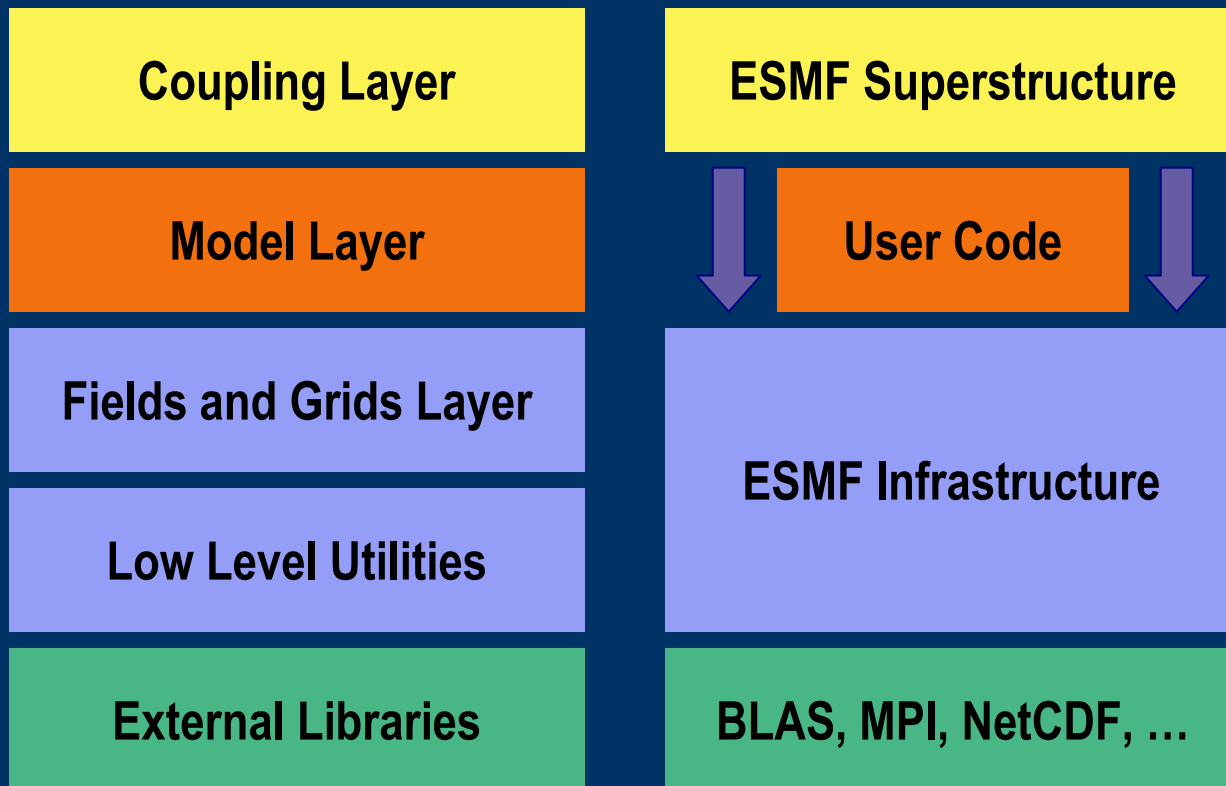 Coupling Layer
ESMF Superstructure
Model Layer
User Code
Fields and Grids Layer
ESMF Infrastructure
Low Level Utilities
External Libraries
BLAS, MPI, NetCDF, …